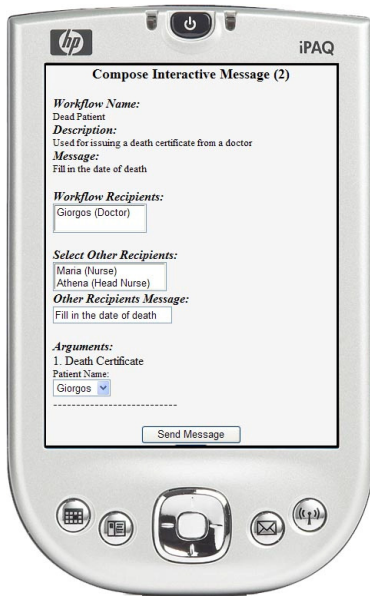 hp
iPAQ
Compose Interactive Message (2)
Workflow Name:
Dead Patient
Description:
Used for issuing a death certificate from a doctor
Message:
Fill in the date of death
Workflow Recipients:
Giorgos (Doctor)
Select Other Recipients:
Maria (Nurse)
Athena (Head Nurse)
Other Recipients Message:
Fill in the date of death
Arguments:
1. Death Certificate
Patient Name:
Giorgos
---------------------------
Send Message